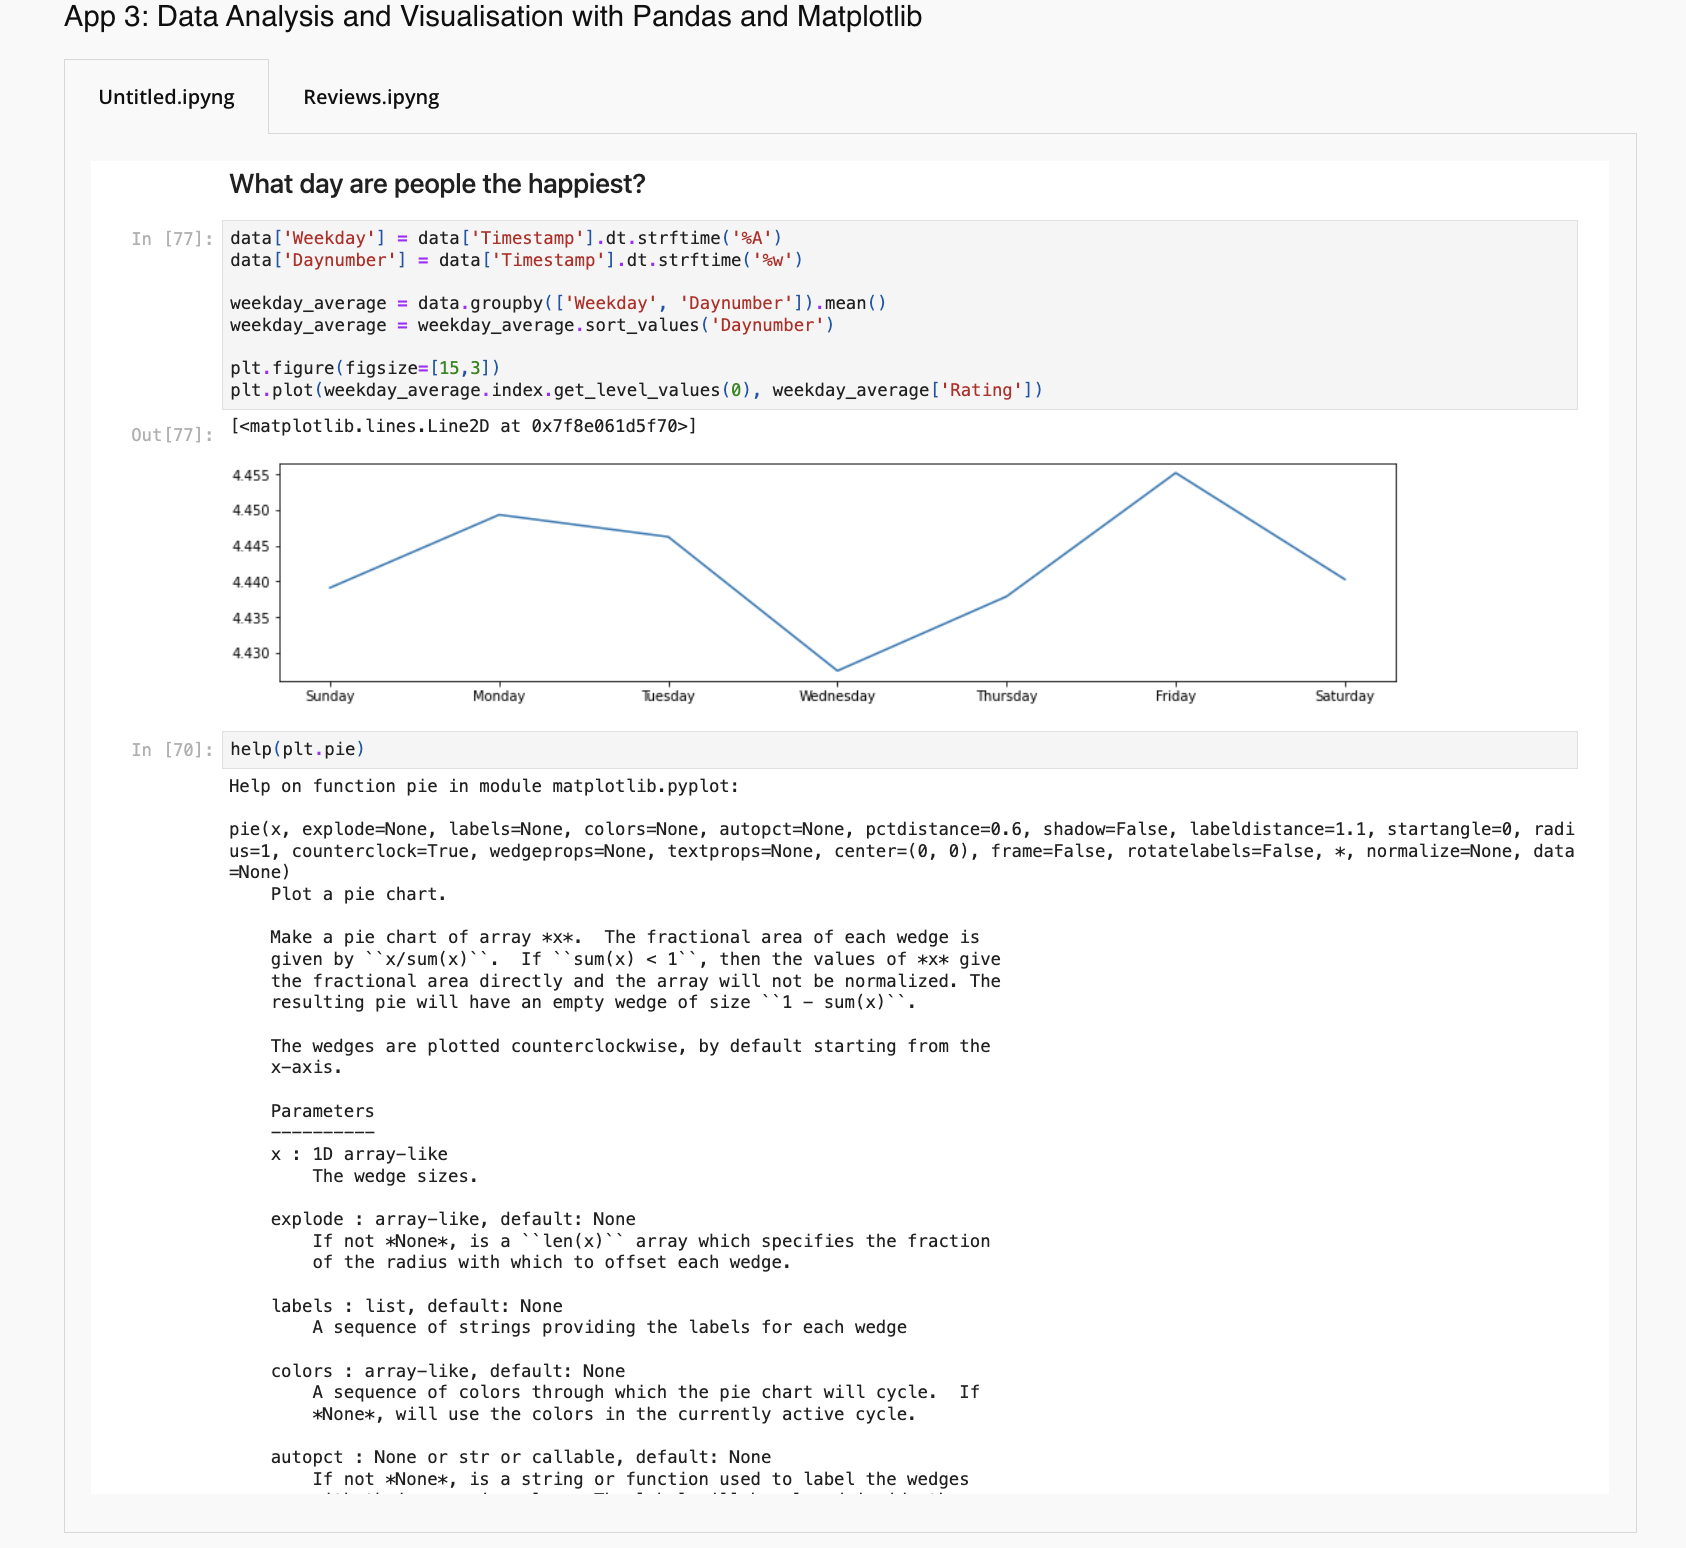 App 3: Data Analysis and Visualisation with Pandas and Matplotlib
Untitled.ipyng
Reviews.ipyng
What day are people the happiest?
In [77]:
data['Weekday'] = data['Timestamp'].dt.strftime('%A')
data['Daynumber'] = data['Timestamp'].dt.strftime('%w')
weekday_average = data.groupby(['Weekday', 'Daynumber']).mean()
weekday_average = weekday_average.sort_values('Daynumber')
plt.figure(figsize=[15,3])
plt.plot(weekday_average.index.get_level_values(0), weekday_average['Rating'])
Out[77]:
[<matplotlib.lines.Line2D at 0x7f8e061d5f70>]
4.455
4.450
4.445
4.440
4.435
4.430
Sunday Monday Tuesday Wednesday Thursday Friday Saturday
In [70]:
help(plt.pie)
Help on function pie in module matplotlib.pyplot:
pie(x, explode=None, labels=None, colors=None, autopct=None, pctdistance=0.6, shadow=False, labeldistance=1.1, startangle=0, radi
us=1, counterclock=True, wedgeprops=None, textprops=None, center=(0, 0), frame=False, rotatelabels=False, *, normalize=None, data
=None)
Plot a pie chart.
Make a pie chart of array *x*.  The fractional area of each wedge is
given by ``x/sum(x)``.  If ``sum(x) < 1``, then the values of *x* give
the fractional area directly and the array will not be normalized. The
resulting pie will have an empty wedge of size ``1 - sum(x)``.
The wedges are plotted counterclockwise, by default starting from the
x-axis.
Parameters
----------
x : 1D array-like
The wedge sizes.
explode : array-like, default: None
If not *None*, is a ``len(x)`` array which specifies the fraction
of the radius with which to offset each wedge.
labels : list, default: None
A sequence of strings providing the labels for each wedge
colors : array-like, default: None
A sequence of colors through which the pie chart will cycle.  If
*None*, will use the colors in the currently active cycle.
autopct : None or str or callable, default: None
If not *None*, is a string or function used to label the wedges